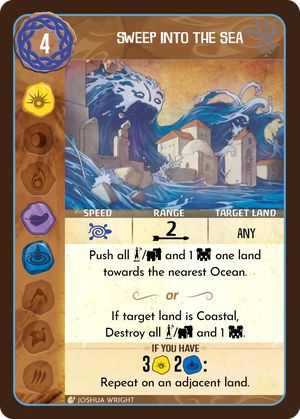 4
SWEEP INTO THE SEA
SPEED RANGE TARGET LAND
2
ANY
Push all / and 1 one land
towards the nearest Ocean.
or
If target land is Coastal,
Destroy all / and 1 .
IF YOU HAVE
3 2 :
Repeat on an adjacent land.
JOSHUA WRIGHT